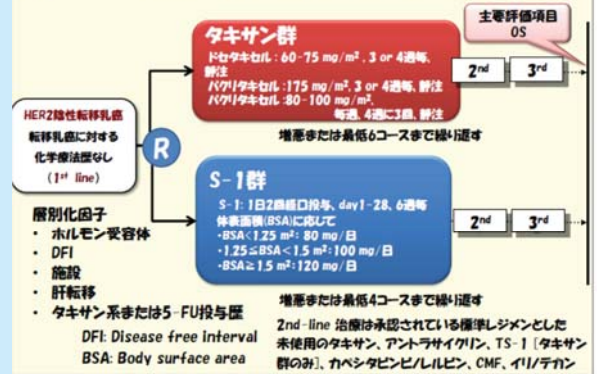 タキサン群
ドセタキセル:60-75 mg/m², 3 or 4週毎、
静注
パクリタキセル:175 mg/m², 3 or 4週毎、静注
パクリタキセル:80-100 mg/m²,
毎週、4週に3回、静注
主要評価項目
OS
2nd
3rd
増悪または最低6コースまで繰り返す
HER2陰性転移乳癌
転移乳癌に対する
化学療法歴なし
(1st line)
R
S-1群
S-1:1日2回経口投与、day1-28、6週毎
体表面積(BSA)に応じて
・BSA<1.25 m²:80 mg/日
・1.25≤BSA<1.5 m²:100 mg/日
・BSA≥1.5 m²:120 mg/日
2nd
3rd
増悪または最低4コースまで繰り返す
層別化因子
・ ホルモン受容体
・ DFI
・ 施設
・ 肝転移
・ タキサン系または5-FU投与歴
DFI: Disease free interval
BSA: Body surface area
2nd-line 治療は承認されている標準レジメンとした
未使用のタキサン、アントラサイクリン、TS-1 [タキサン
群のみ]、カペシタビンビノレルビン、CMF、イリノテカン